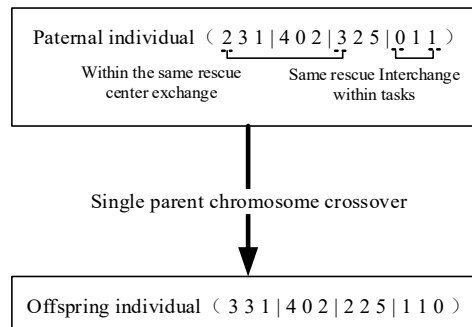 Paternal individual（2 3 1 | 4 0 2 | 3 2 5 | 0 1 1）
Within the same rescue center exchange
Same rescue Interchange within tasks
Single parent chromosome crossover
Offspring individual（3 3 1 | 4 0 2 | 2 2 5 | 1 1 0）